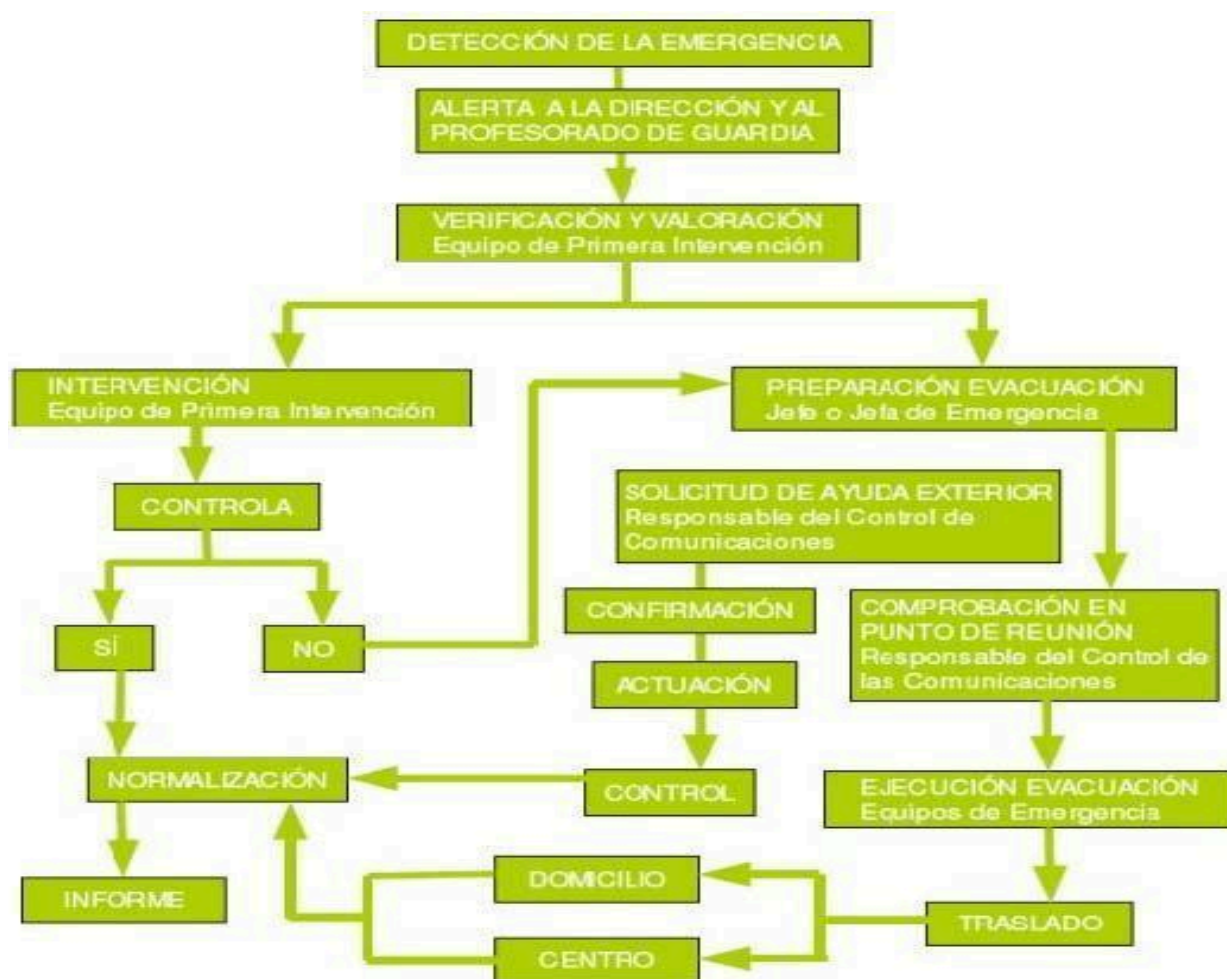 DETECCIÓN DE LA EMERGENCIA
ALERTA A LA DIRECCIÓN Y AL
PROFESORADO DE GUARDIA
VERIFICACIÓN Y VALORACIÓN
Equipo de Primera Intervención
INTERVENCIÓN
Equipo de Primera Intervención
PREPARACIÓN EVACUACIÓN
Jefe o Jefa de Emergencia
CONTROLA
SOLICITUD DE AYUDA EXTERIOR
Responsable del Control de
Comunicaciones
SÍ
NO
CONFIRMACIÓN
COMPROBACIÓN EN
PUNTO DE REUNIÓN
Responsable del Control de
las Comunicaciones
ACTUACIÓN
NORMALIZACIÓN
CONTROL
EJECUCIÓN EVACUACIÓN
Equipos de Emergencia
INFORME
DOMICILIO
CENTRO
TRASLADO